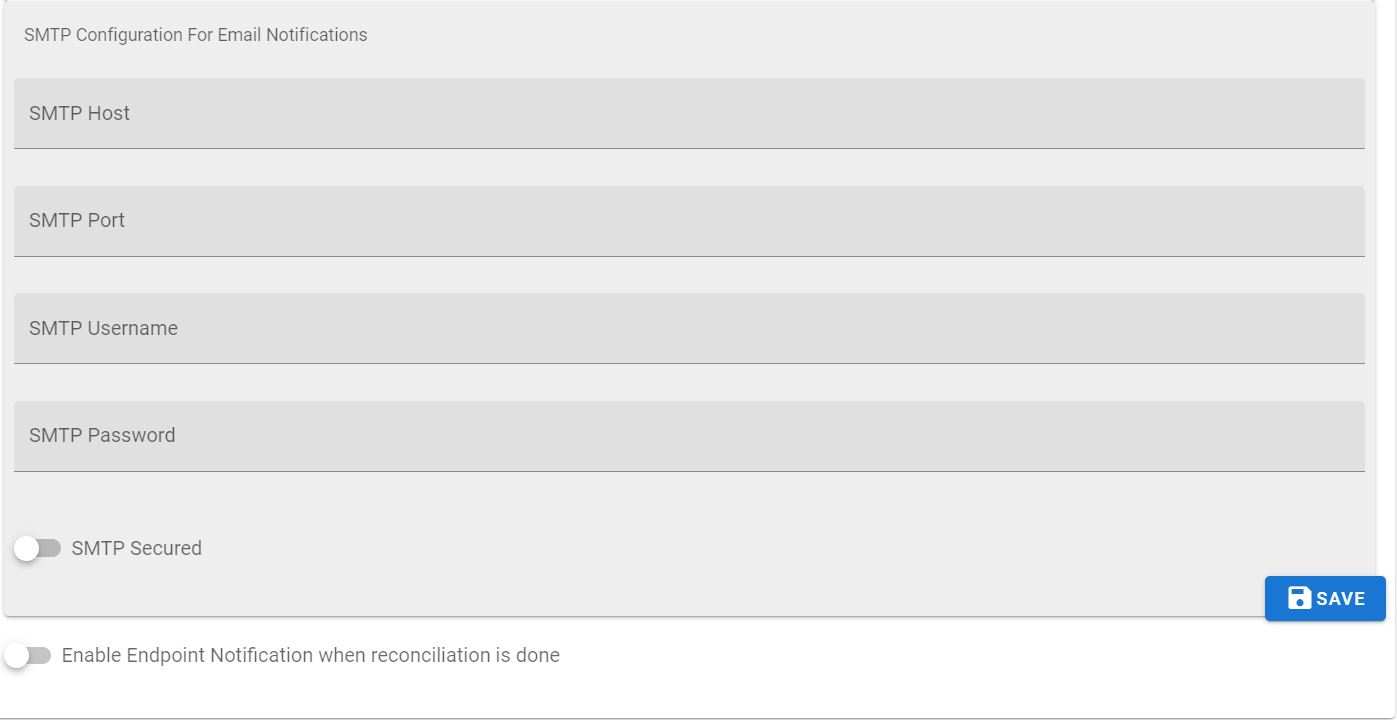 SMTP Configuration For Email Notifications
SMTP Host
SMTP Port
SMTP Username
SMTP Password
SMTP Secured
SAVE
Enable Endpoint Notification when reconciliation is done